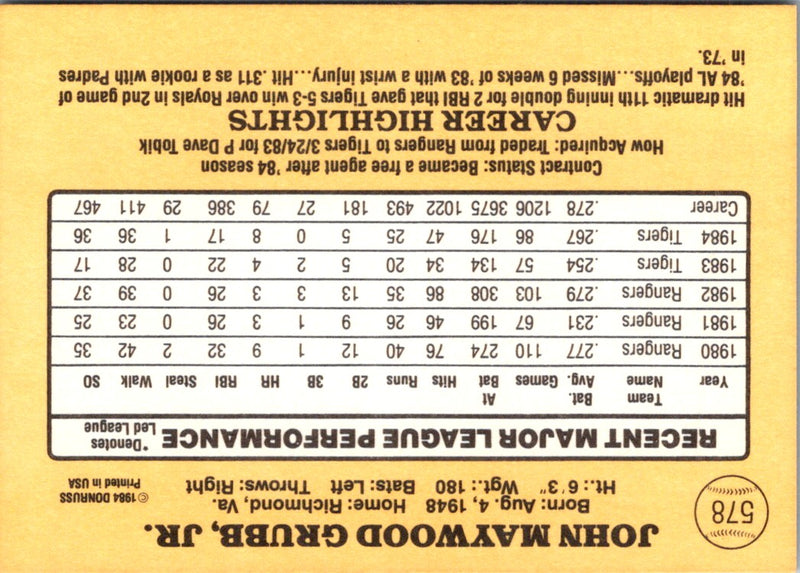 578
JOHN MAYWOOD GRUBB, JR.
Born: Aug. 4, 1948 Home: Richmond, Va.
Ht.: 6'3" Wgt.: 180 Bats: Left Throws: Right
©1984 DONRUSS
Printed in USA
RECENT MAJOR LEAGUE PERFORMANCE
*Denotes
Led League
Year Team Name Bat. Avg. Games At Bat Hits Runs 2B 3B HR RBI Steal Walk SO
1980 Rangers .277 110 274 76 40 12 1 9 32 2 42 35
1981 Rangers .231 67 199 46 26 9 1 3 26 0 23 25
1982 Rangers .279 103 308 86 35 13 3 3 26 0 39 37
1983 Tigers .254 57 134 34 20 5 2 4 22 0 28 17
1984 Tigers .267 86 176 47 25 5 0 8 17 1 36 36
Career .278 1206 3675 1022 493 181 27 79 386 29 411 467
Contract Status: Became a free agent after '84 season
How Acquired: Traded from Rangers to Tigers 3/24/83 for P Dave Tobik
CAREER HIGHLIGHTS
Hit dramatic 11th inning double for 2 RBI that gave Tigers 5-3 win over Royals in 2nd game of
'84 AL playoffs...Missed 6 weeks of '83 with a wrist injury...Hit .311 as a rookie with Padres
in '73.